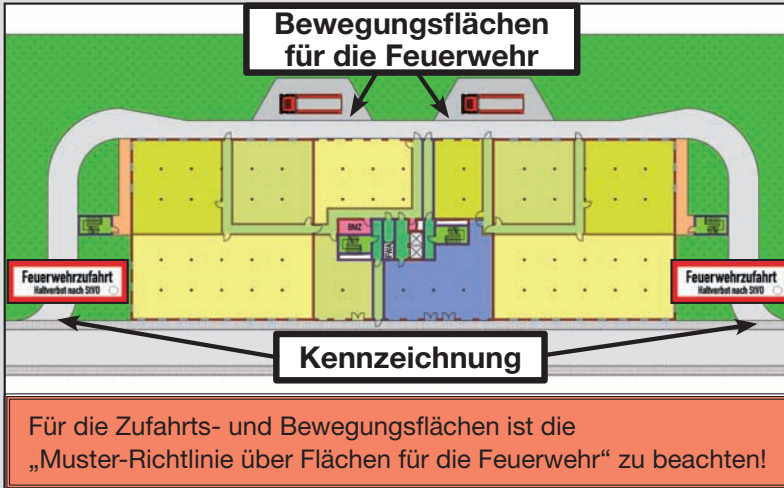 Bewegungsflächen
für die Feuerwehr
BMZ
FWA
Feuerwehrzufahrt
Haltverbot nach StVO
Feuerwehrzufahrt
Haltverbot nach StVO
Kennzeichnung
Für die Zufahrts- und Bewegungsflächen ist die
„Muster-Richtlinie über Flächen für die Feuerwehr“ zu beachten!